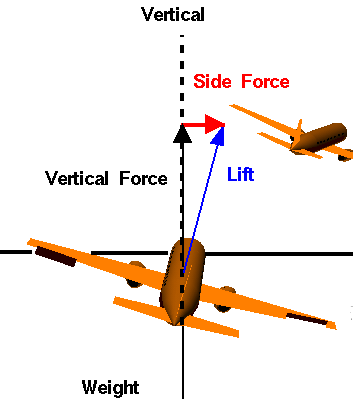 Vertical
Side Force
Vertical Force
Lift
Weight